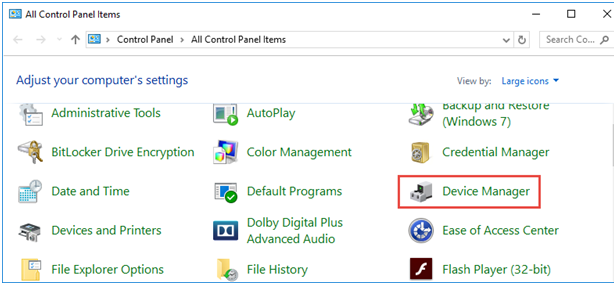 All Control Panel Items
Control Panel All Control Panel Items
Search Co...
Adjust your computer's settings
View by: Large icons
Administrative Tools
AutoPlay
Backup and Restore
(Windows 7)
BitLocker Drive Encryption
Color Management
Credential Manager
Date and Time
Default Programs
Device Manager
Devices and Printers
Dolby Digital Plus
Advanced Audio
Ease of Access Center
File Explorer Options
File History
Flash Player (32-bit)